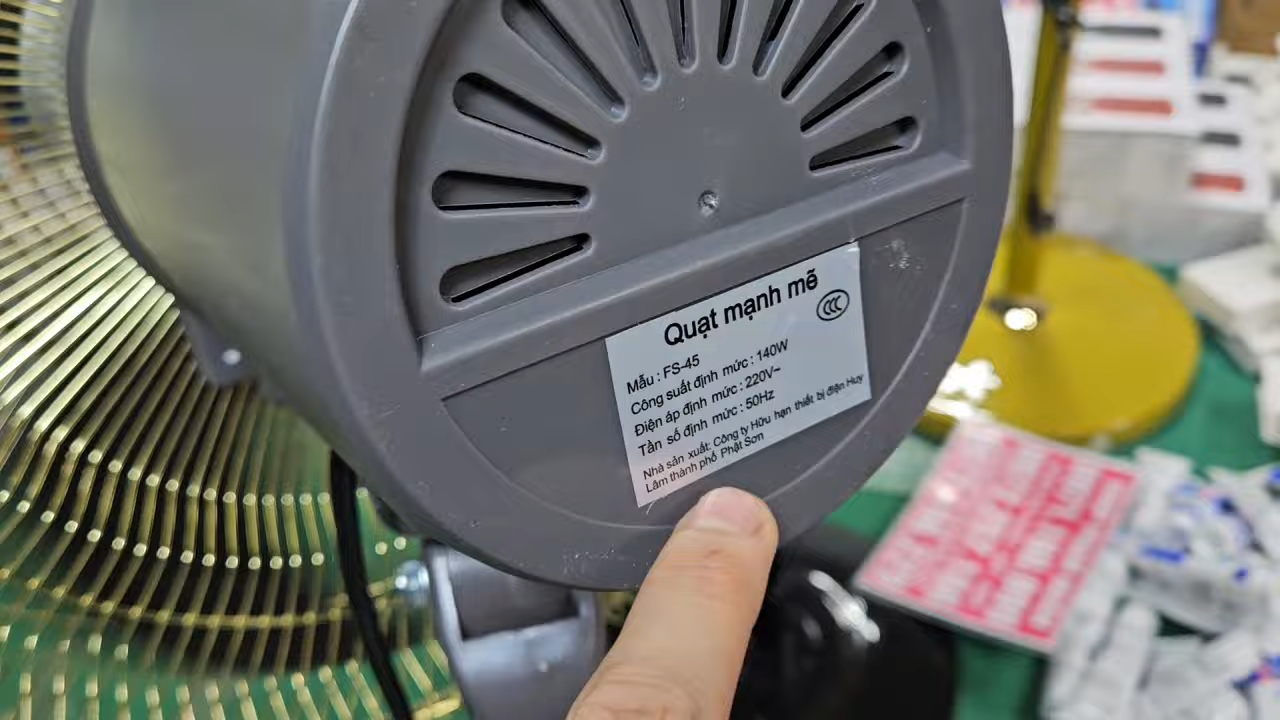 Quạt mạnh mẽ
CCC
Mẫu : FS-45
Công suất định mức : 140W
Điện áp định mức : 220V~
Tần số định mức : 50Hz
Nhà sản xuất: Công ty Hữu hạn thiết bị điện Huy
Lâm thành phố Phật Sơn